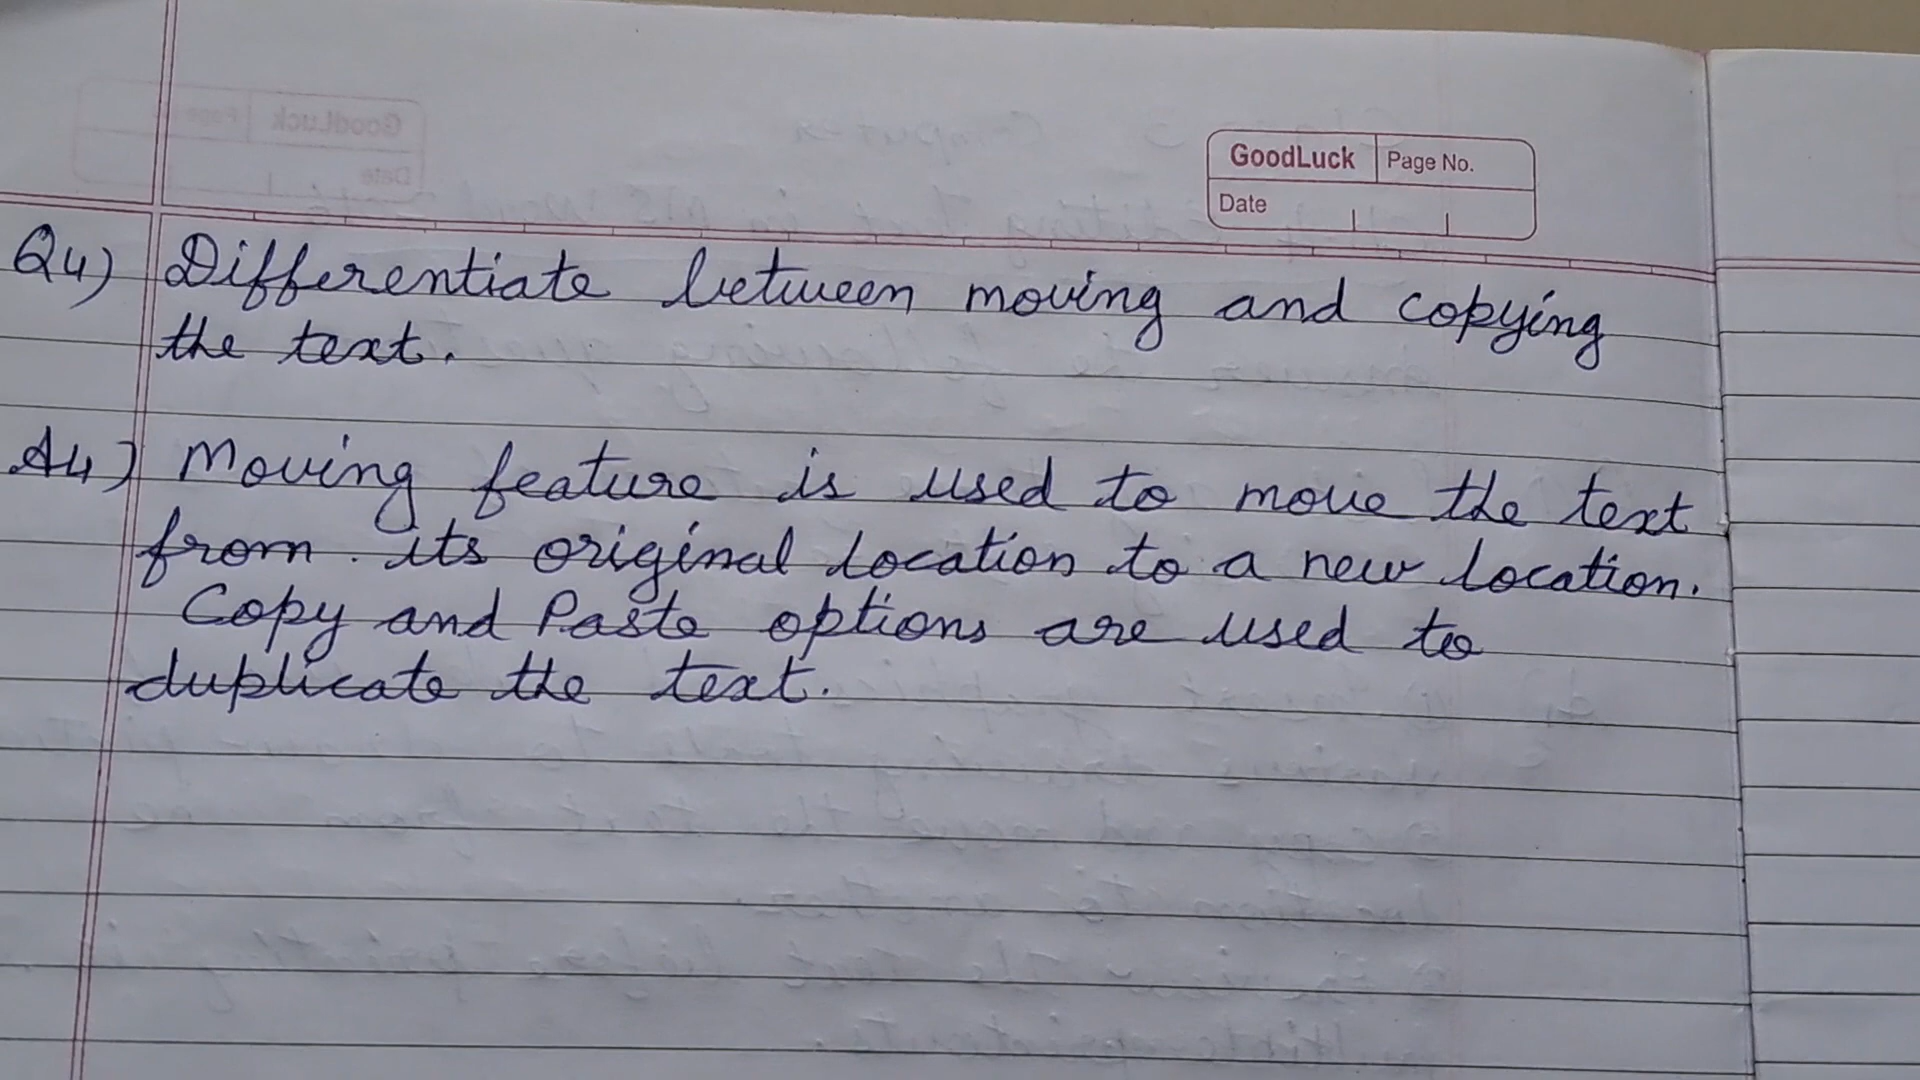 GoodLuck Page No.
Date
Q4) Differentiate between moving and copying
the text.
A4) Moving feature is used to move the text
from its original location to a new location.
Copy and Paste options are used to
duplicate the text.